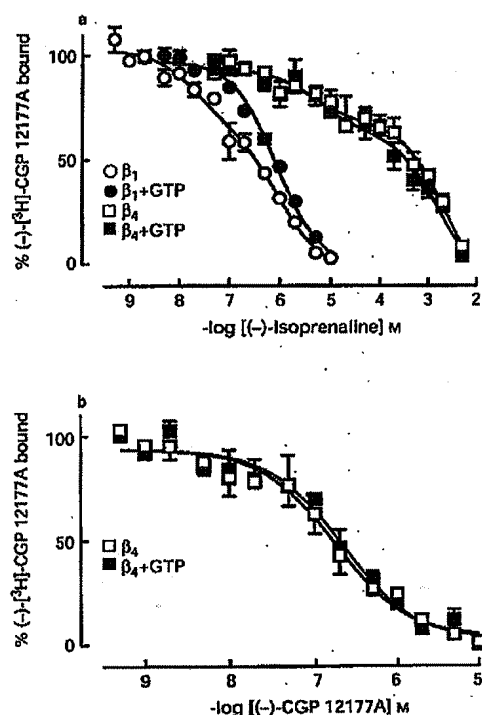 a
% (–)-[³H]-CGP 12177A bound
100
50
0
β₁
β₁+GTP
β₄
β₄+GTP
9 8 7 6 5 4 3 2
-log [(–)-Isoprenaline] M
b
% (–)-[³H]-CGP 12177A bound
100
50
0
β₄
β₄+GTP
9 8 7 6 5
-log [(–)-CGP 12177A] M